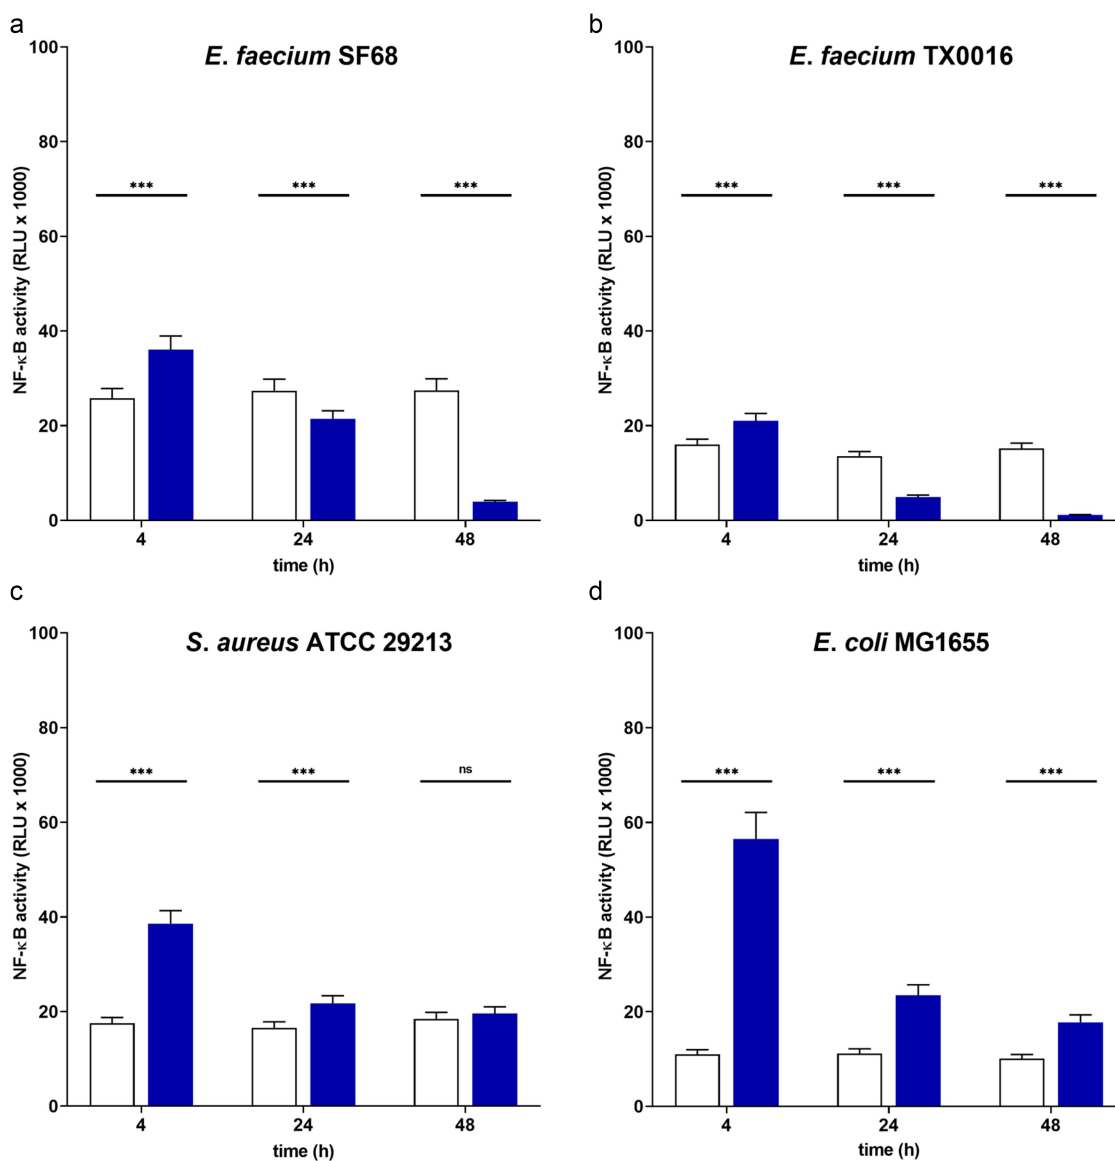 a
E. faecium SF68
NF-κB activity (RLU x 1000)
100
80
60
40
20
0
*** *** ***
4 24 48
time (h)
b
E. faecium TX0016
NF-κB activity (RLU x 1000)
100
80
60
40
20
0
*** *** ***
4 24 48
time (h)
c
S. aureus ATCC 29213
NF-κB activity (RLU x 1000)
100
80
60
40
20
0
*** *** ns
4 24 48
time (h)
d
E. coli MG1655
NF-κB activity (RLU x 1000)
100
80
60
40
20
0
*** *** ***
4 24 48
time (h)